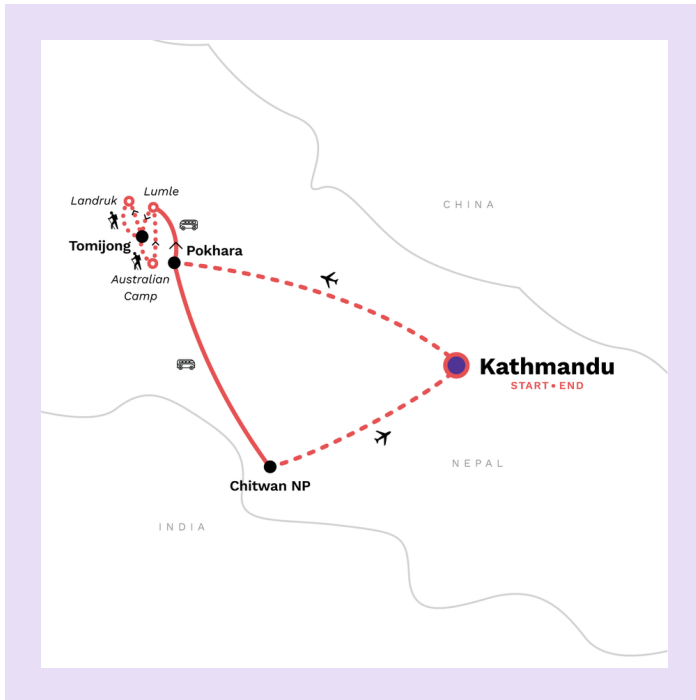 CHINA
Lumle
Landruk
Tomijong
Pokhara
Australian
Camp
Kathmandu
START • END
NEPAL
Chitwan NP
INDIA